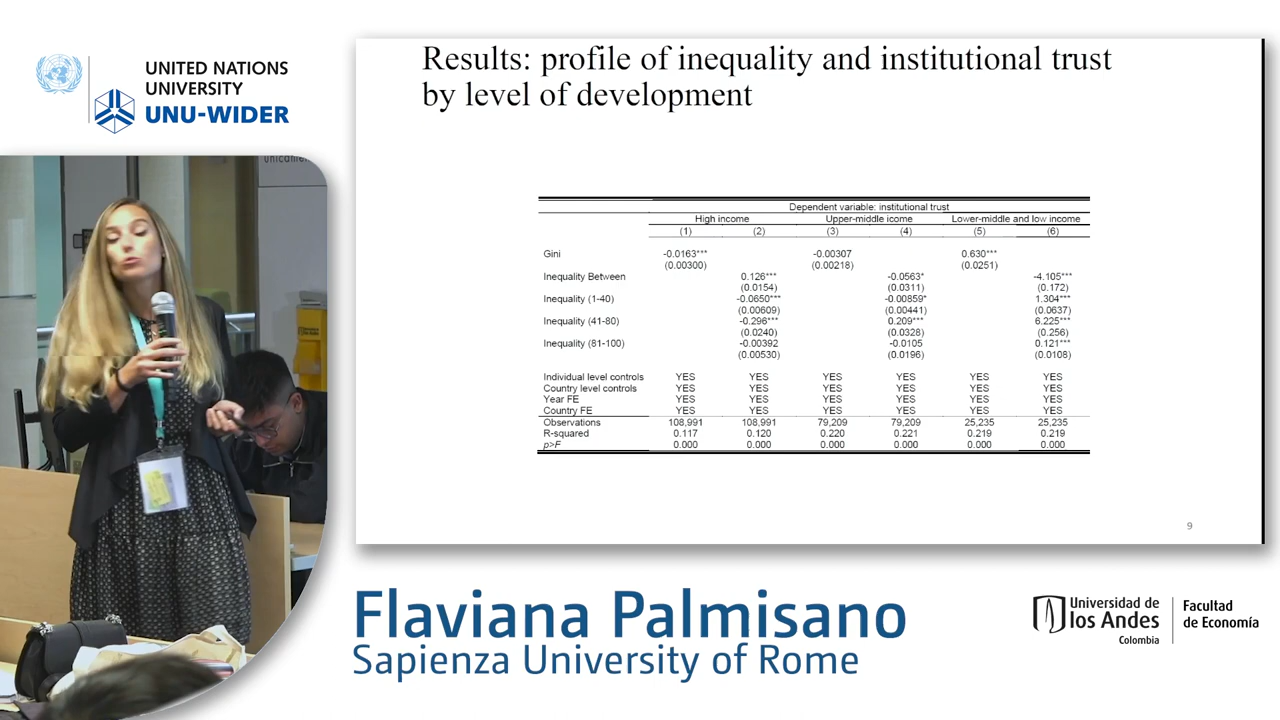 UNITED NATIONS
UNIVERSITY
UNU-WIDER
Results: profile of inequality and institutional trust
by level of development
Dependent variable: institutional trust
High income Upper-middle icome Lower-middle and low income
(1) (2) (3) (4) (5) (6)
Gini -0.0163*** -0.00307 0.630***
(0.00300) (0.00218) (0.0251)
Inequality Between 0.126*** -0.0563* -4.105***
(0.0154) (0.0311) (0.172)
Inequality (1-40) -0.0650*** -0.00859* 1.304***
(0.00609) (0.00441) (0.0637)
Inequality (41-80) -0.296*** 0.209*** 6.225***
(0.0240) (0.0328) (0.256)
Inequality (81-100) -0.00392 -0.0105 0.121***
(0.00530) (0.0196) (0.0108)
Individual level controls YES YES YES YES YES YES
Country level controls YES YES YES YES YES YES
Year FE YES YES YES YES YES YES
Country FE YES YES YES YES YES YES
Observations 108,991 108,991 79,209 79,209 25,235 25,235
R-squared 0.117 0.120 0.220 0.221 0.219 0.219
p>F 0.000 0.000 0.000 0.000 0.000 0.000
9
Flaviana Palmisano
Sapienza University of Rome
Universidad de
los Andes
Colombia
Facultad
de Economía